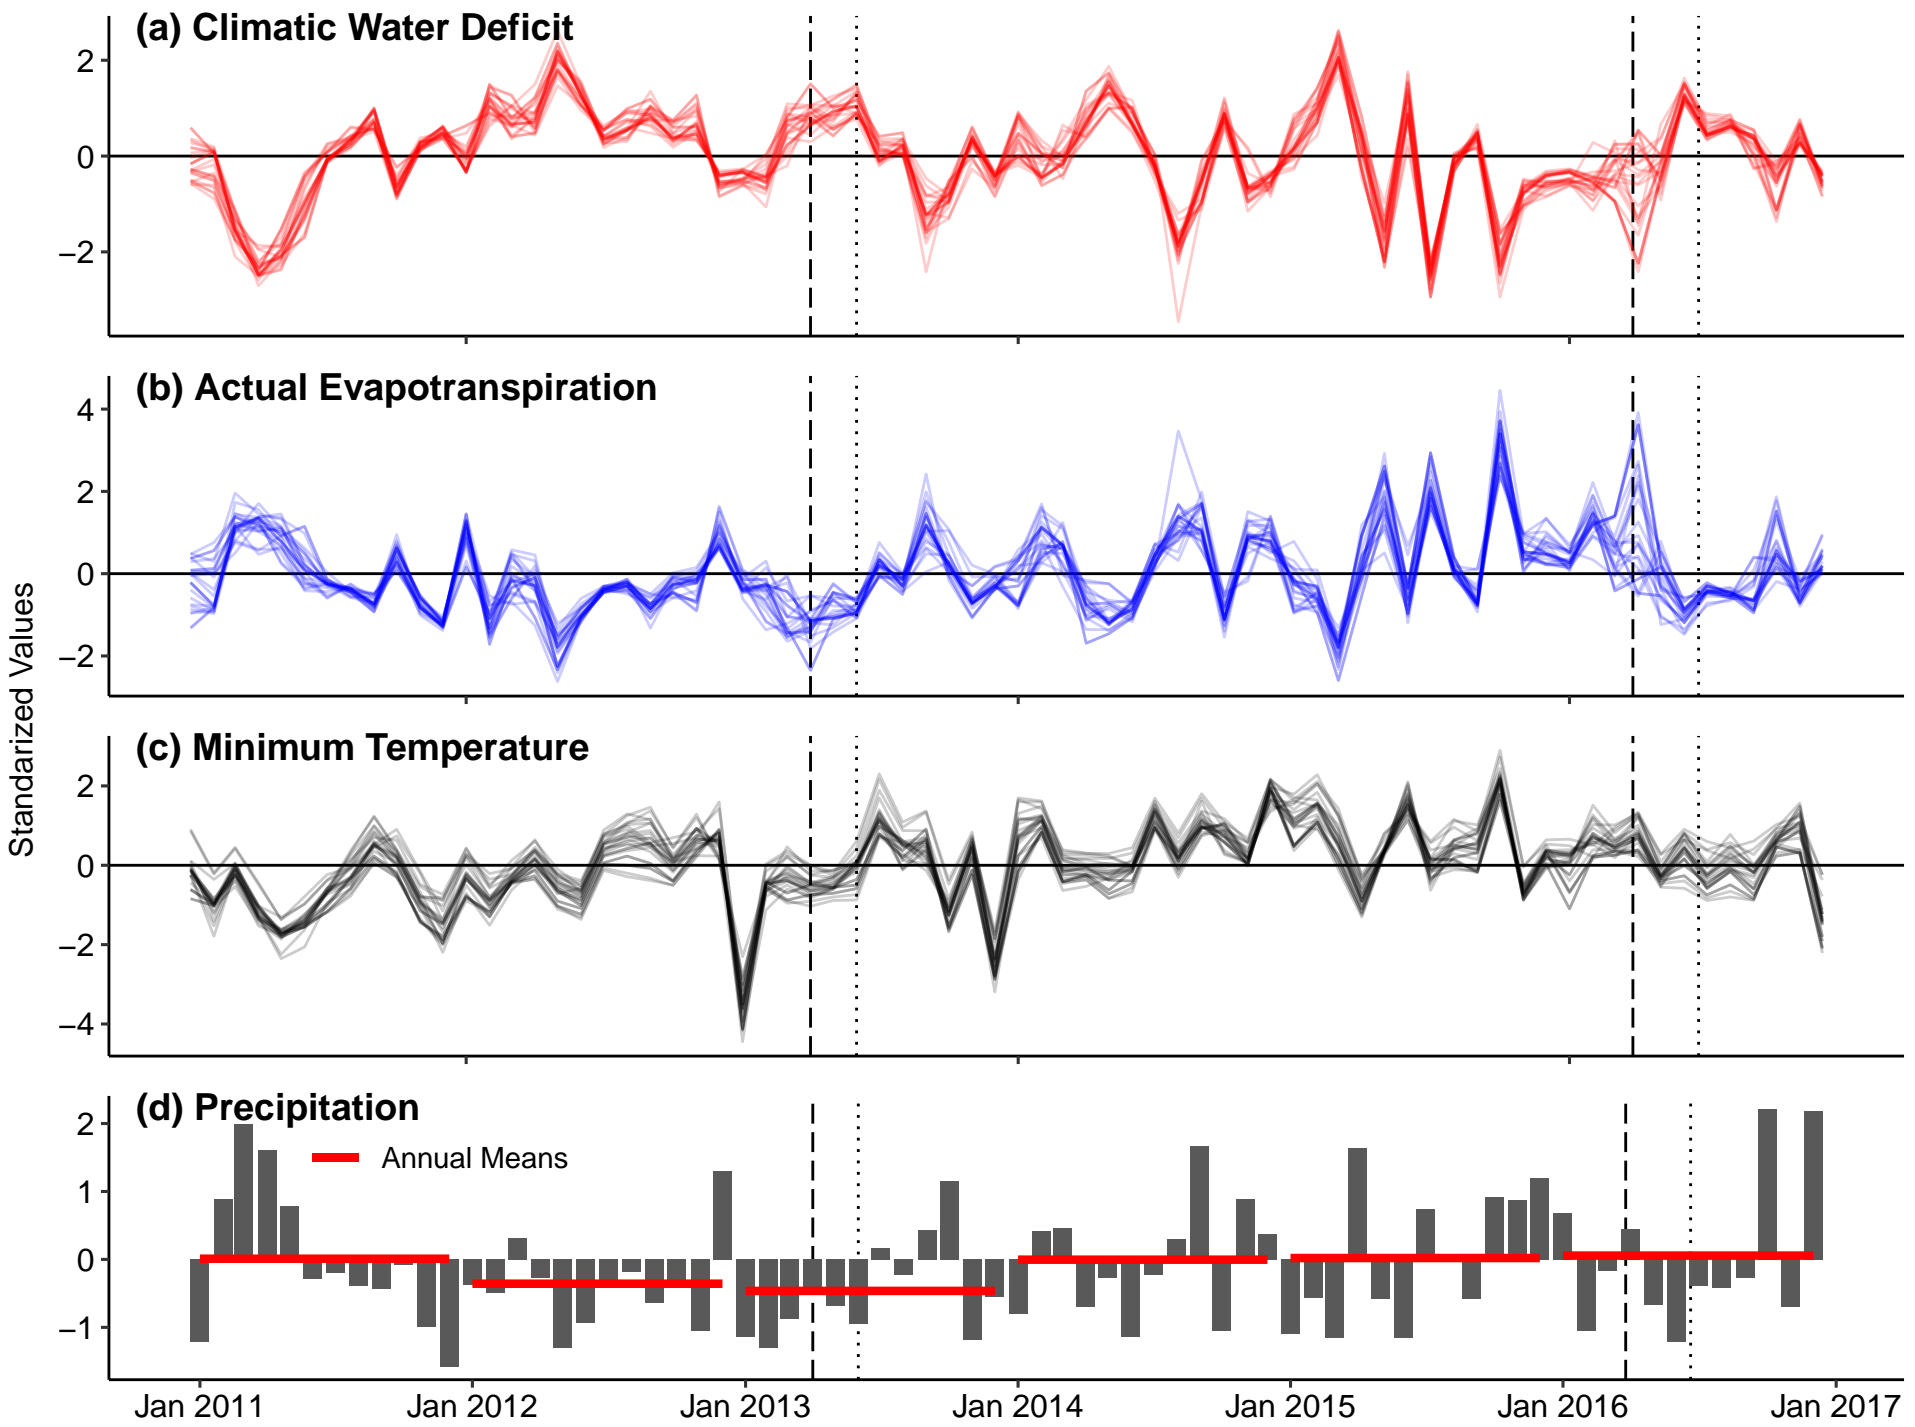 (a) Climatic Water Deficit
2
0
−2
(b) Actual Evapotranspiration
4
2
0
−2
Standarized Values
(c) Minimum Temperature
2
0
−2
−4
(d) Precipitation
Annual Means
2
1
0
−1
Jan 2011 Jan 2012 Jan 2013 Jan 2014 Jan 2015 Jan 2016 Jan 2017